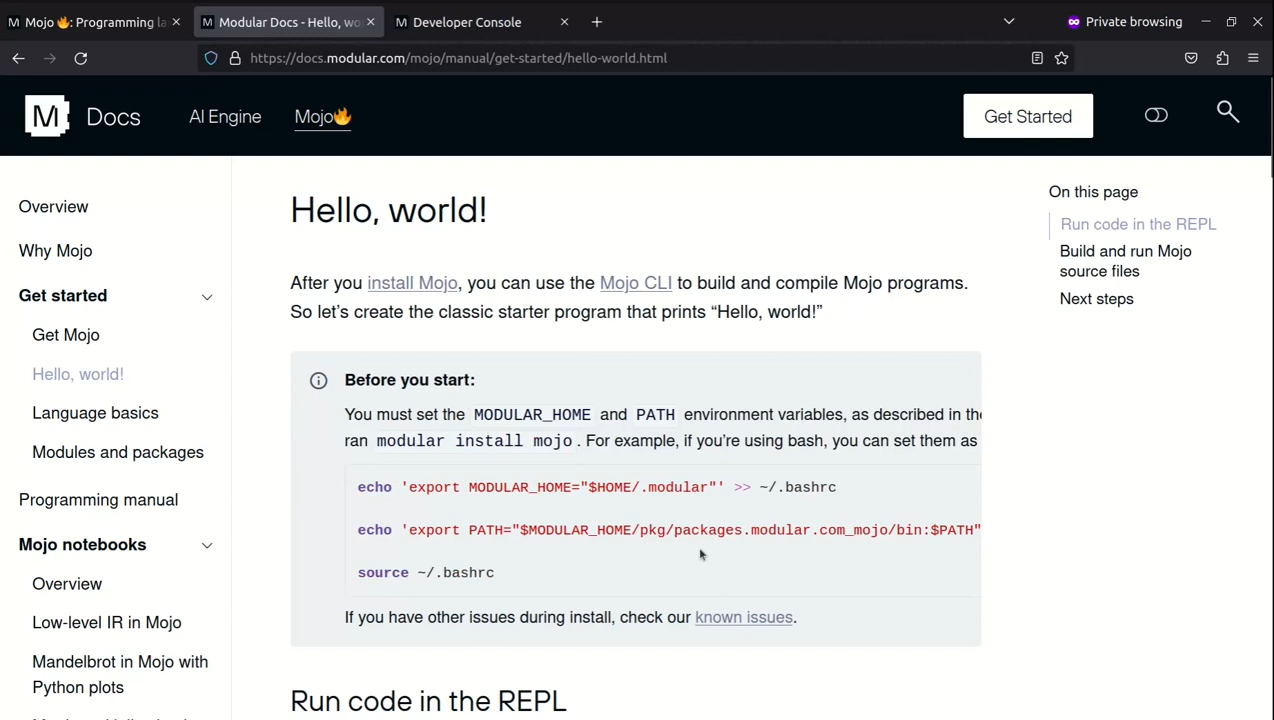 Mojo 🔥: Programming la
Modular Docs - Hello, wo
Developer Console
Private browsing
https://docs.modular.com/mojo/manual/get-started/hello-world.html
M Docs
AI Engine
Mojo🔥
Get Started
Overview
Why Mojo
Get started
Get Mojo
Hello, world!
Language basics
Modules and packages
Programming manual
Mojo notebooks
Overview
Low-level IR in Mojo
Mandelbrot in Mojo with
Python plots
Hello, world!
After you install Mojo, you can use the Mojo CLI to build and compile Mojo programs.
So let’s create the classic starter program that prints “Hello, world!”
Before you start:
You must set the MODULAR_HOME and PATH environment variables, as described in the
ran modular install mojo. For example, if you’re using bash, you can set them as
echo 'export MODULAR_HOME="$HOME/.modular"' >> ~/.bashrc
echo 'export PATH="$MODULAR_HOME/pkg/packages.modular.com_mojo/bin:$PATH"
source ~/.bashrc
If you have other issues during install, check our known issues.
Run code in the REPL
On this page
Run code in the REPL
Build and run Mojo
source files
Next steps